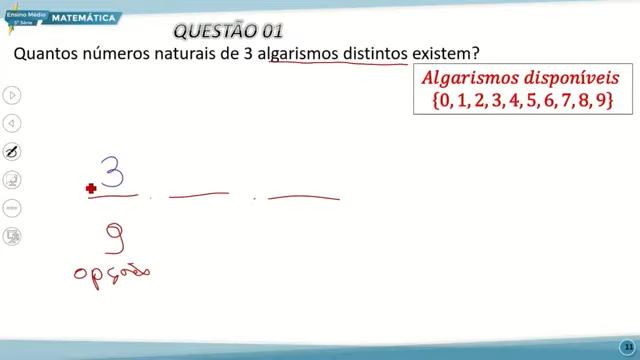 Ensino Médio
3ª Série
MATEMÁTICA
QUESTÃO 01
Quantos números naturais de 3 algarismos distintos existem?
Algarismos disponíveis
{0, 1, 2, 3, 4, 5, 6, 7, 8, 9}
3
9
opções
11